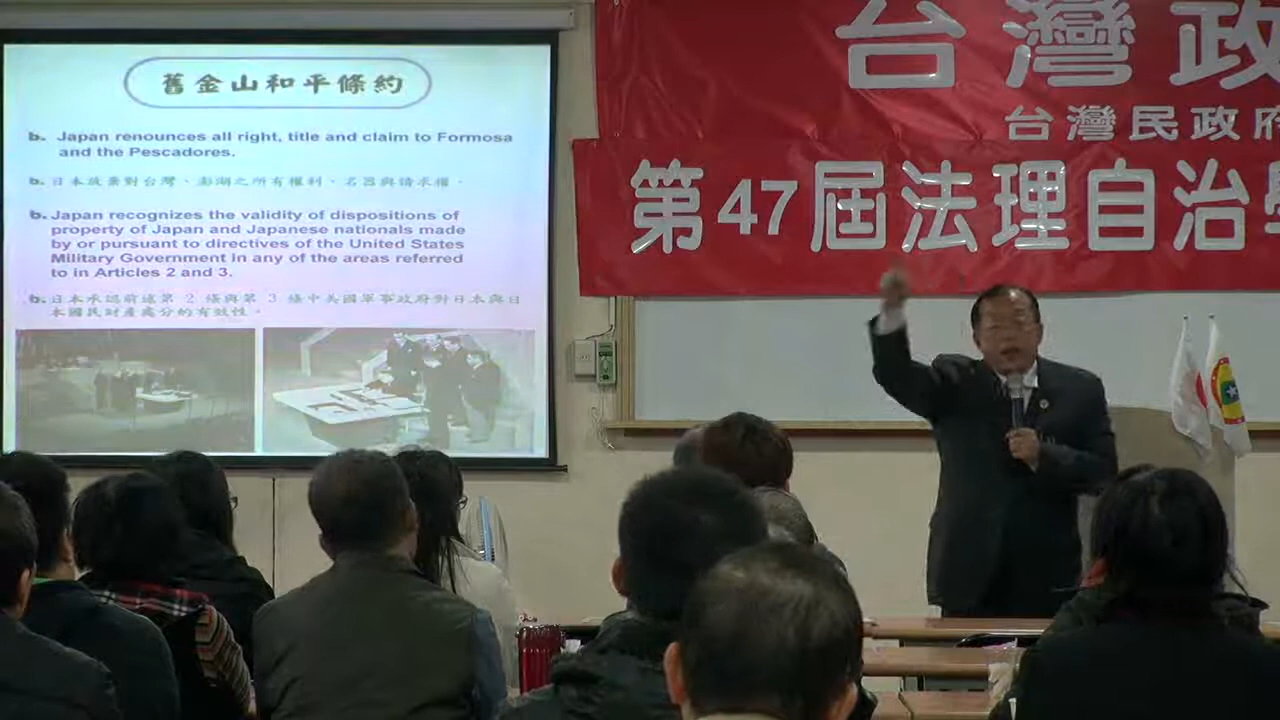 舊金山和平條約
b. Japan renounces all right, title and claim to Formosa
and the Pescadores.
b. 日本放棄對台灣、澎湖之所有權利、名器與請求權。
b. Japan recognizes the validity of dispositions of
property of Japan and Japanese nationals made
by or pursuant to directives of the United States
Military Government in any of the areas referred
to in Articles 2 and 3.
b. 日本承認前述第 2 條與第 3 條中美國軍事政府對日本與日
本國民財產處分的有效性。
台灣政
台灣民政府
第47屆法理自治學